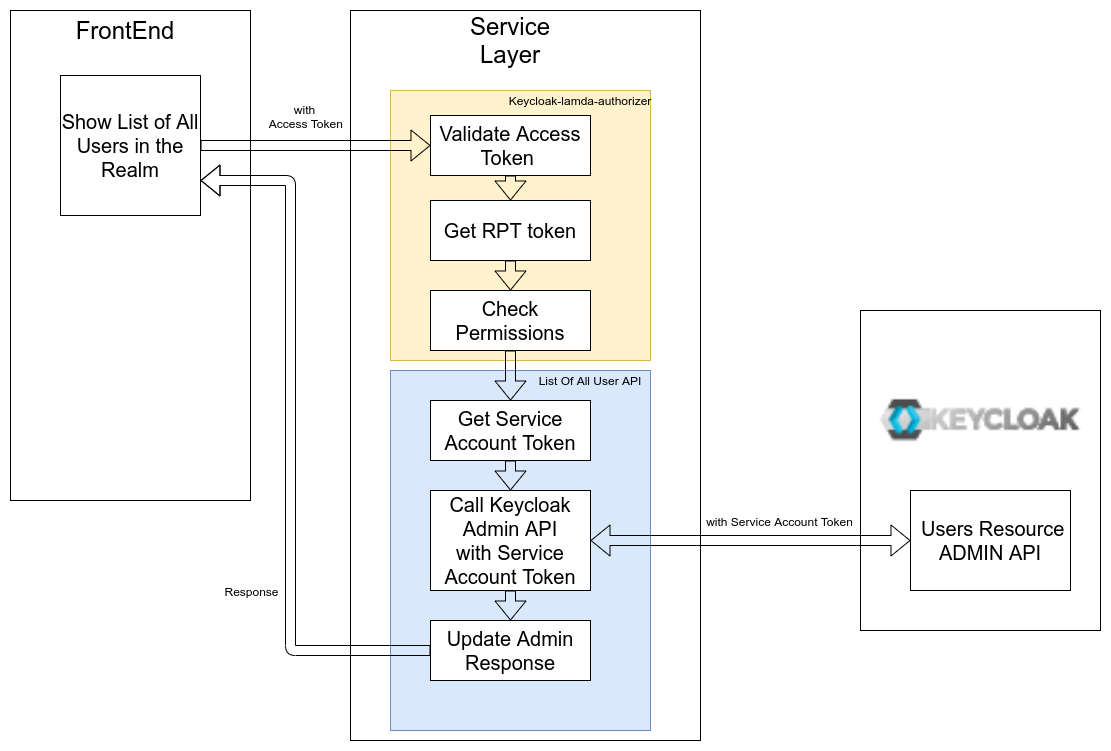 FrontEnd
Show List of All
Users in the
Realm
with
Access Token
Service
Layer
Keycloak-lamda-authorizer
Validate Access
Token
Get RPT token
Check
Permissions
List Of All User API
Get Service
Account Token
Call Keycloak
Admin API
with Service
Account Token
Update Admin
Response
Response
with Service Account Token
KEYCLOAK
Users Resource
ADMIN API